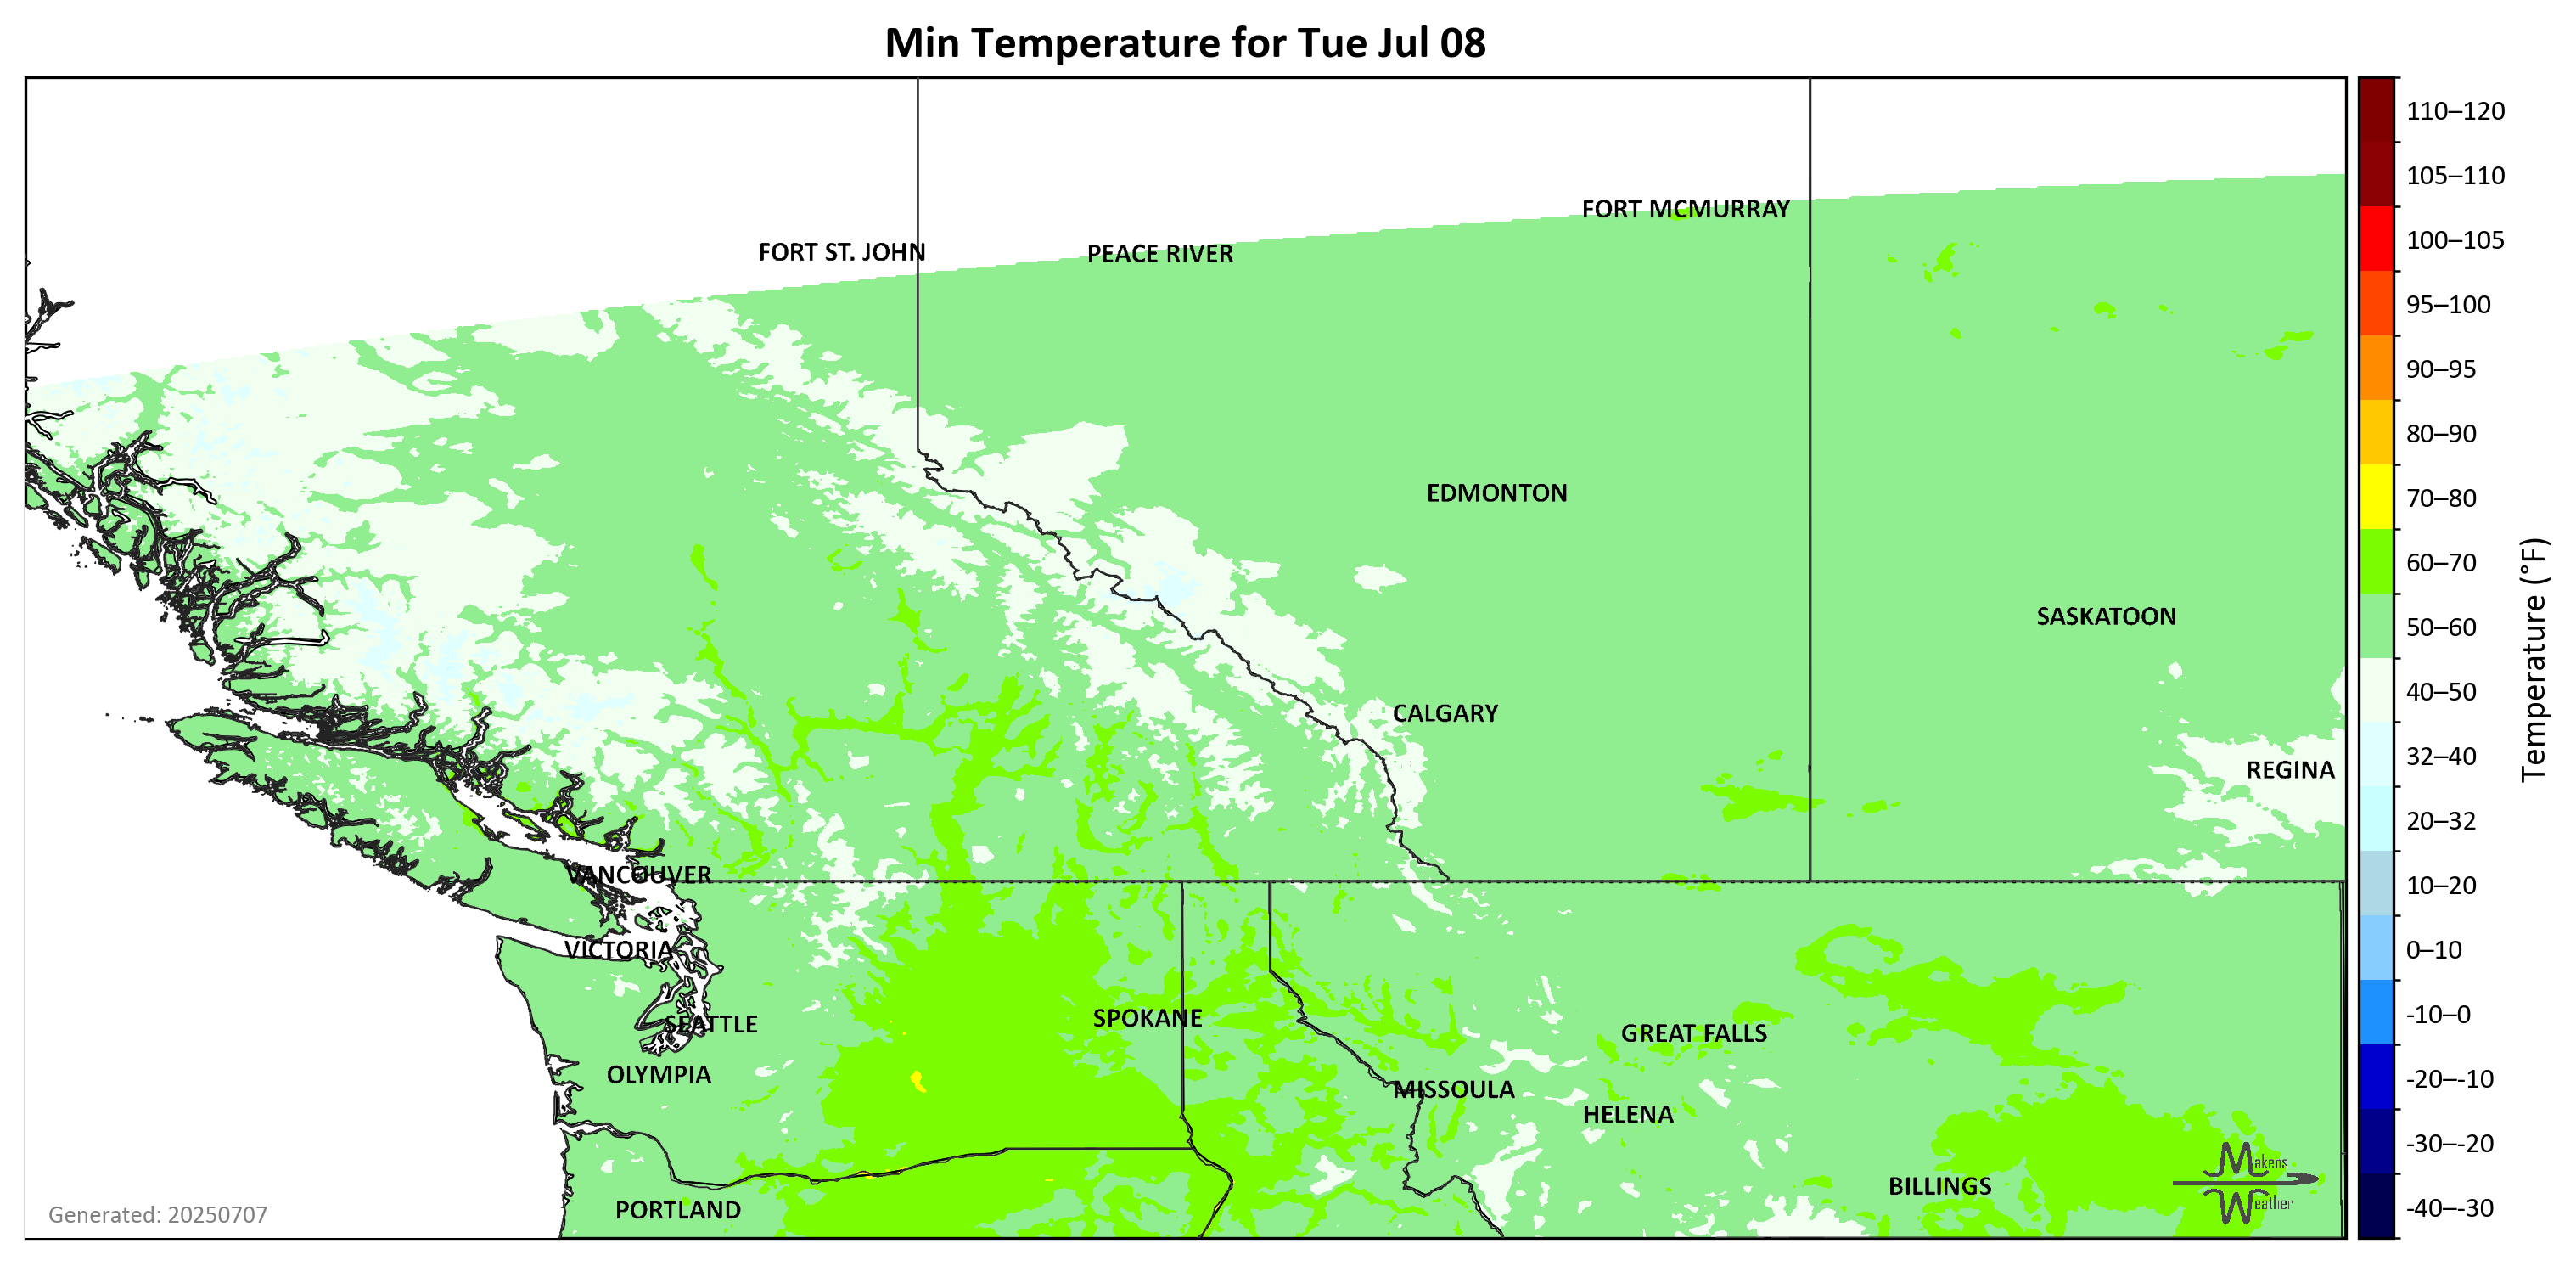 Min Temperature for Tue Jul 08
110–120
105–110
FORT MCMURRAY
100–105
FORT ST. JOHN
PEACE RIVER
95–100
90–95
80–90
EDMONTON
70–80
60–70
SASKATOON
50–60
Temperature (°F)
40–50
CALGARY
32–40
REGINA
20–32
VANCOUVER
10–20
VICTORIA
0–10
SPOKANE
-10–0
SEATTLE
GREAT FALLS
OLYMPIA
-20–-10
MISSOULA
HELENA
-30–-20
Makens
BILLINGS
Weather
PORTLAND
-40–-30
Generated: 20250707